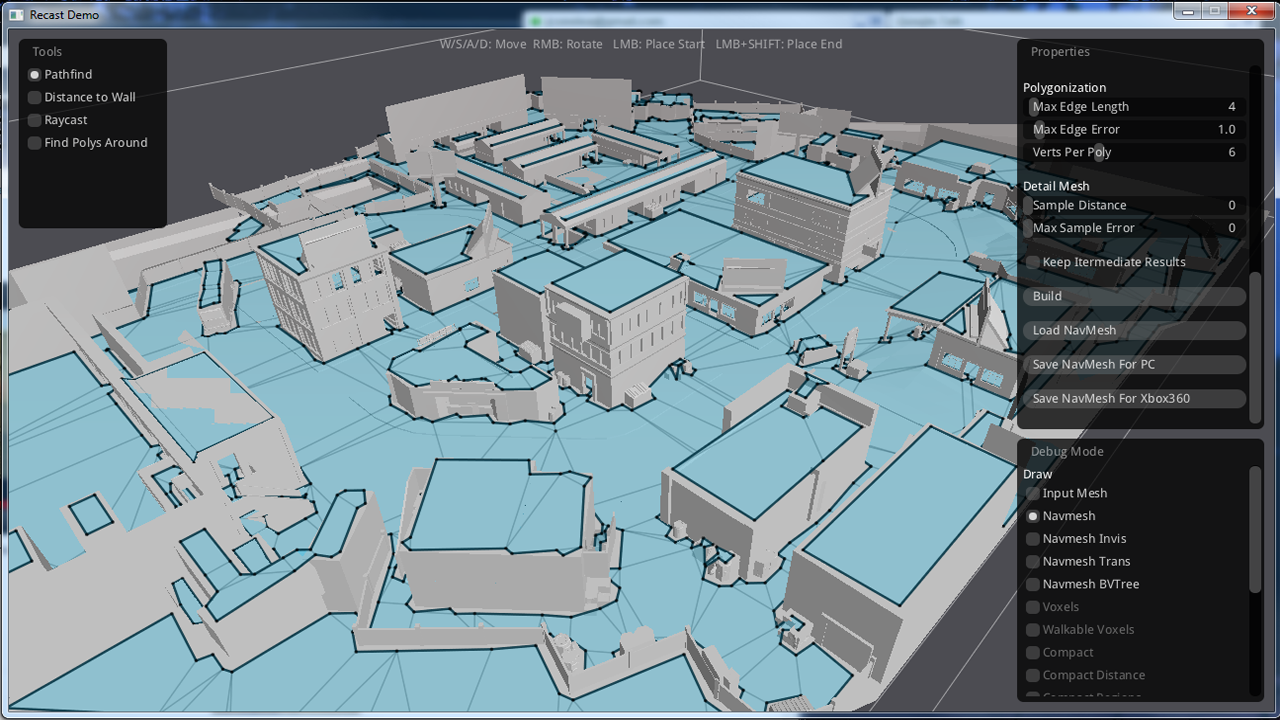 Recast Demo
W/S/A/D: Move RMB: Rotate LMB: Place Start LMB+SHIFT: Place End
Tools
Pathfind
Distance to Wall
Raycast
Find Polys Around
Properties
Polygonization
Max Edge Length 4
Max Edge Error 1.0
Verts Per Poly 6
Detail Mesh
Sample Distance 0
Max Sample Error 0
Keep Itermediate Results
Build
Load NavMesh
Save NavMesh For PC
Save NavMesh For Xbox360
Debug Mode
Draw
Input Mesh
Navmesh
Navmesh Invis
Navmesh Trans
Navmesh BVTree
Voxels
Walkable Voxels
Compact
Compact Distance